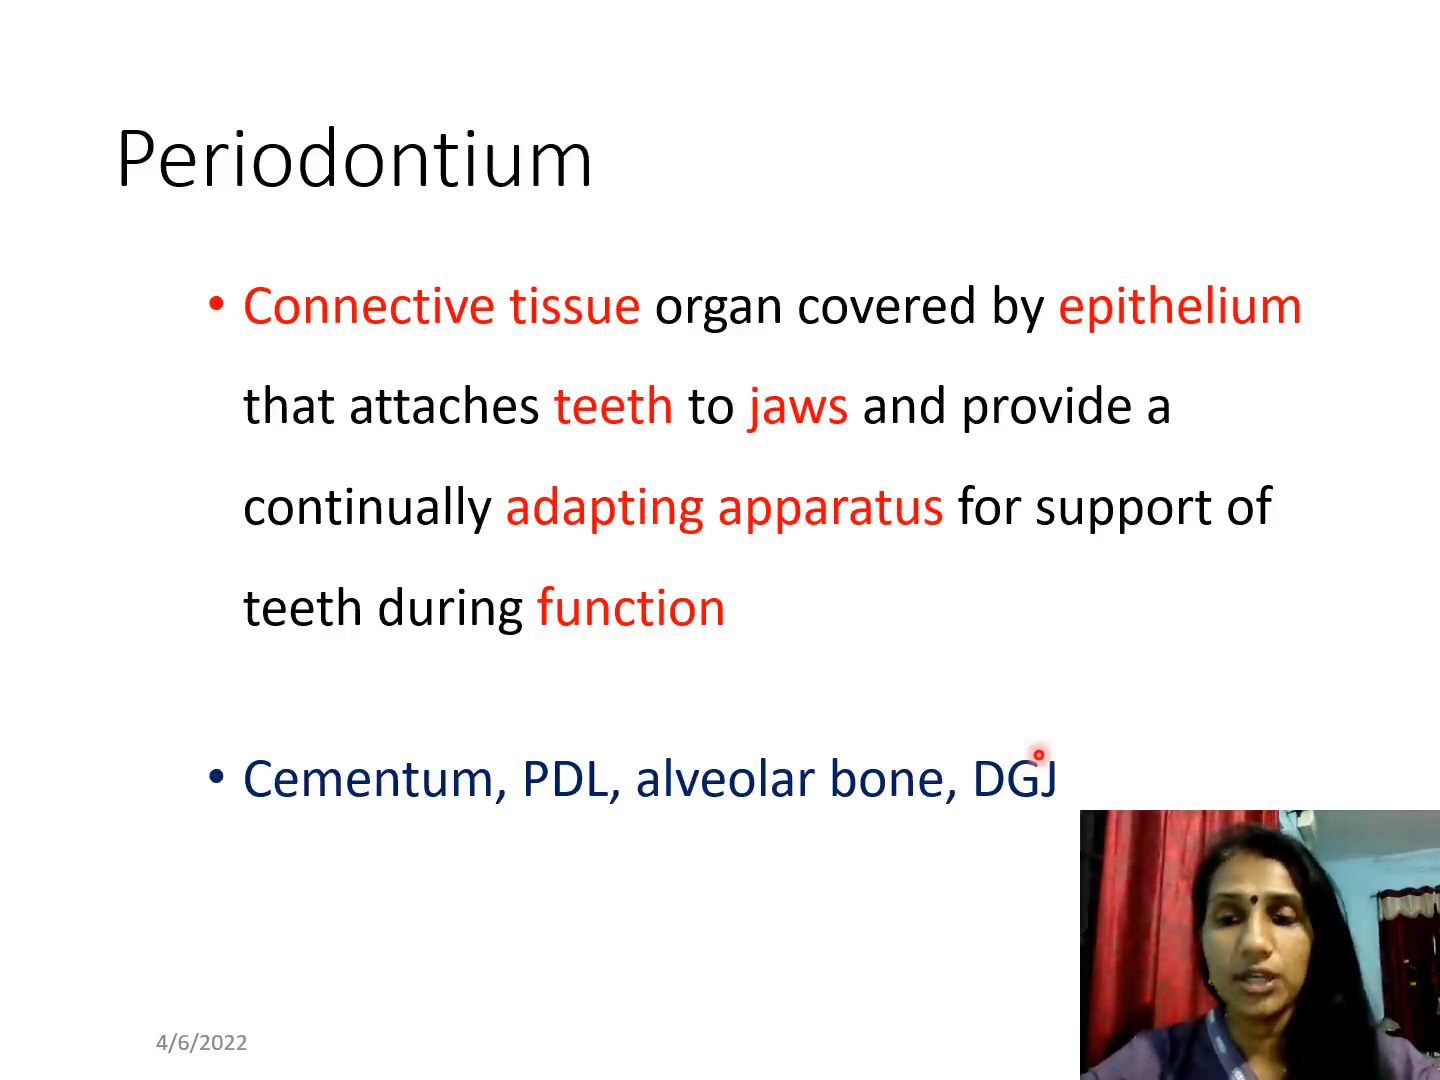 Periodontium
• Connective tissue organ covered by epithelium
that attaches teeth to jaws and provide a
continually adapting apparatus for support of
teeth during function
• Cementum, PDL, alveolar bone, DGJ
4/6/2022